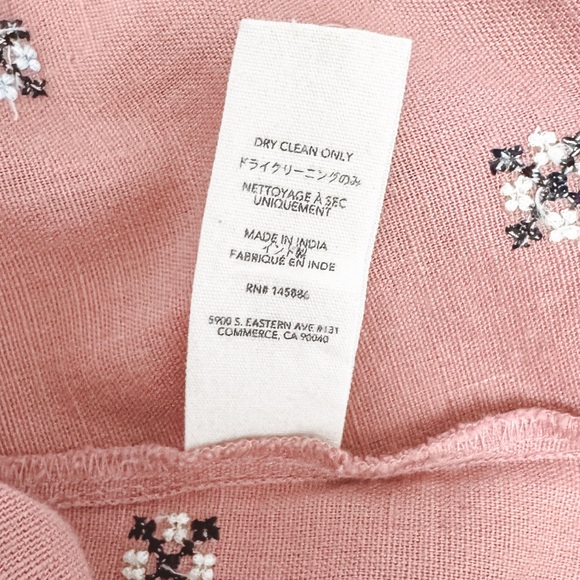 DRY CLEAN ONLY
ドライクリーニングのみ
NETTOYAGE À SEC
UNIQUEMENT
MADE IN INDIA
インド製
FABRIQUÉ EN INDE
RN# 145886
5900 S. EASTERN AVE #131
COMMERCE, CA 90040